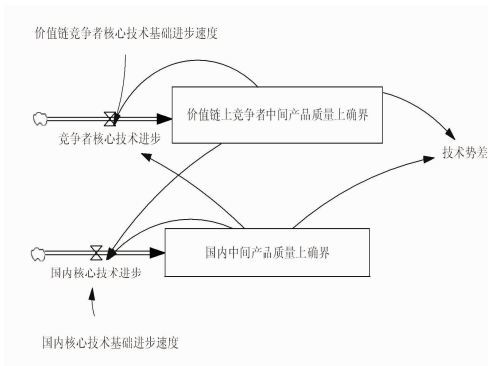 价值链竞争者核心技术基础进步速度
价值链上竞争者中间产品质量上确界
竞争者核心技术进步
技术势差
国内中间产品质量上确界
国内核心技术进步
国内核心技术基础进步速度